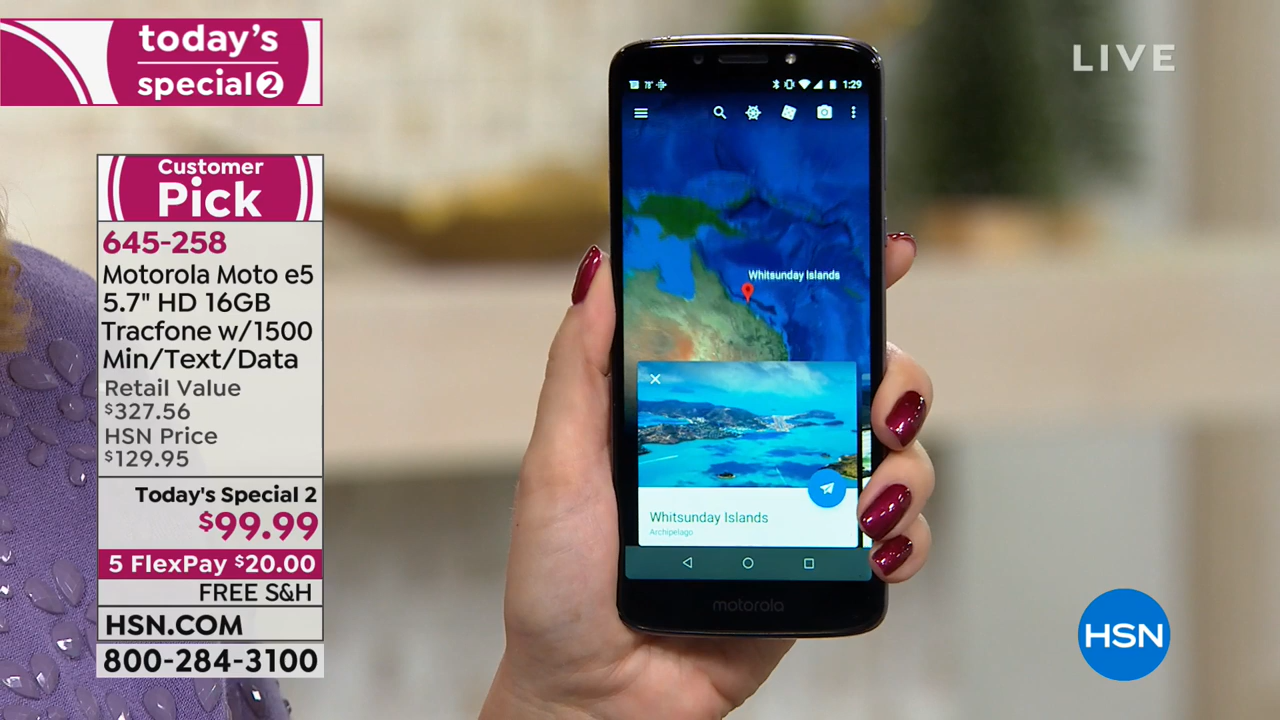 today's
special2
Customer
Pick
645-258
Motorola Moto e5
5.7" HD 16GB
Tracfone w/1500
Min/Text/Data
Retail Value
$327.56
HSN Price
$129.95
Today's Special 2
$99.99
5 FlexPay $20.00
FREE S&H
HSN.COM
800-284-3100
LIVE
78°
1:29
Whitsunday Islands
Whitsunday Islands
Archipelago
motorola
HSN